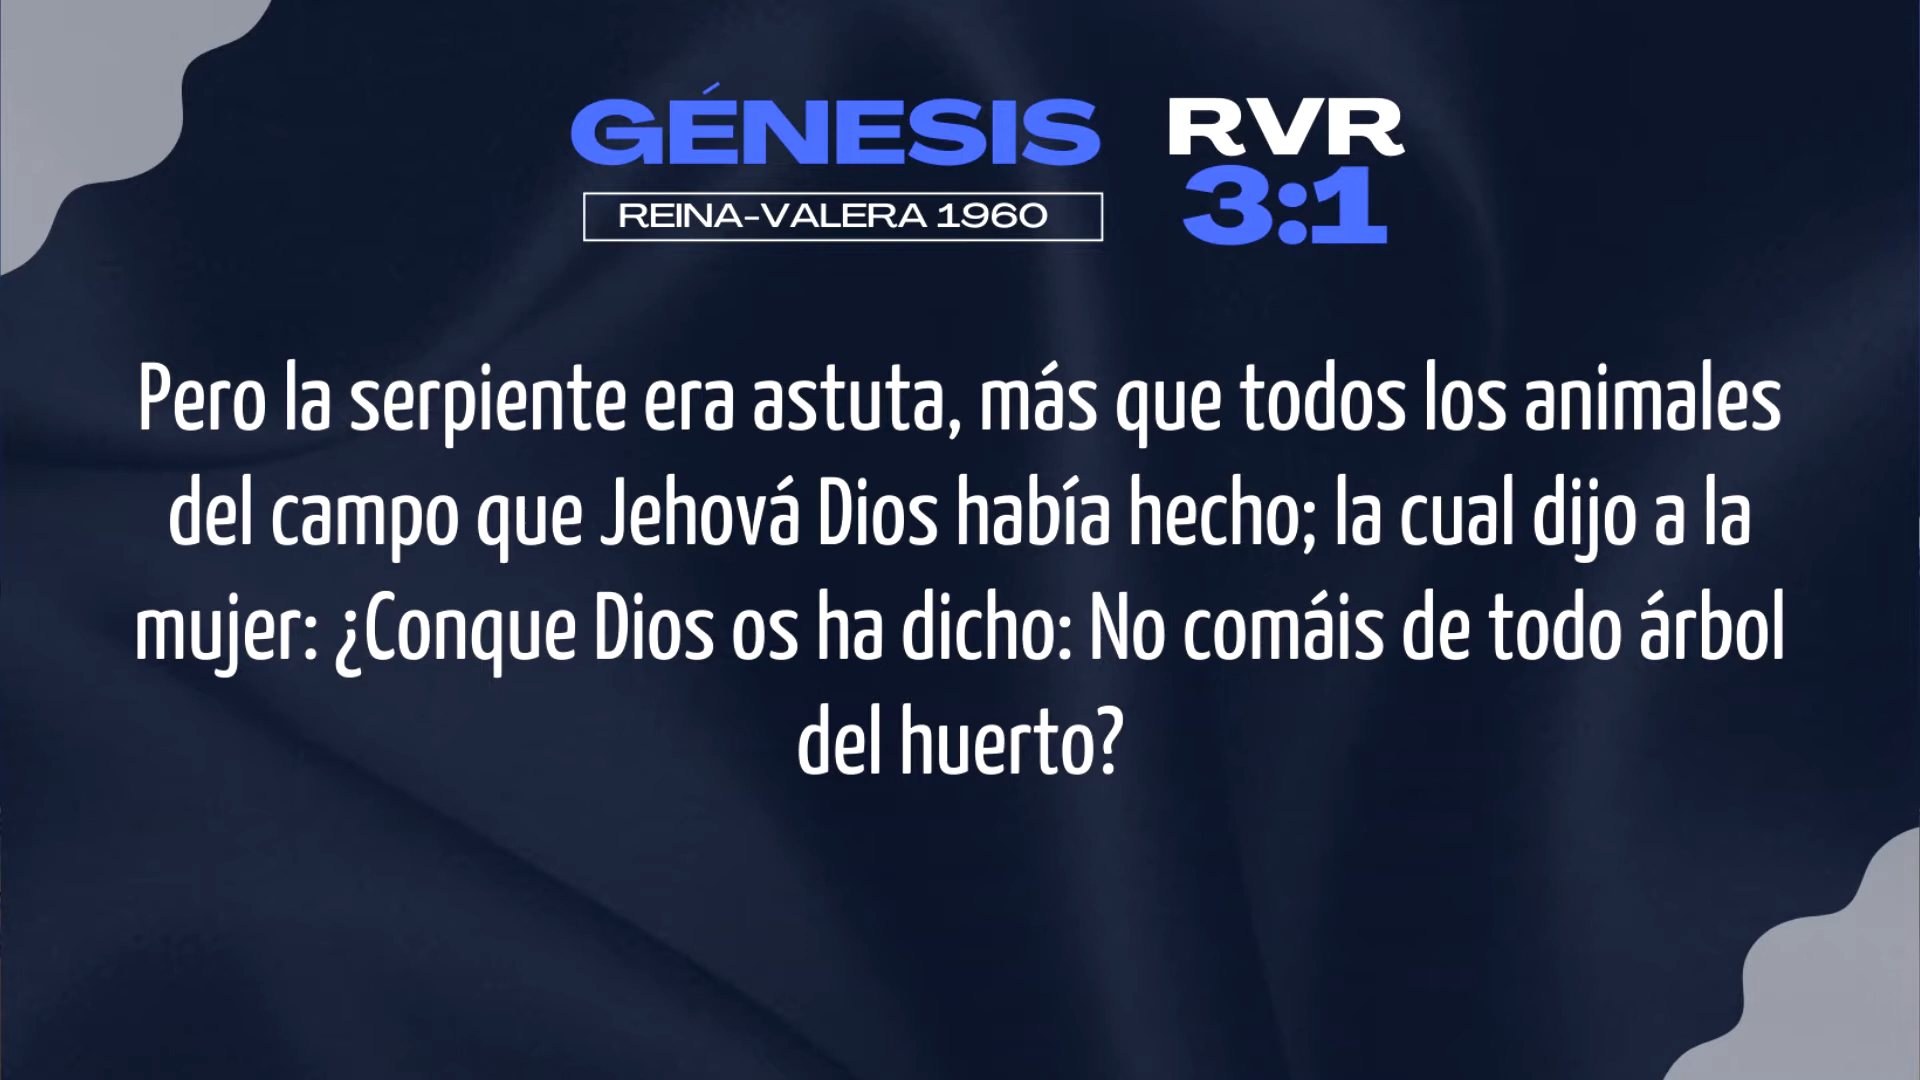 GÉNESIS RVR
REINA-VALERA 1960 3:1
Pero la serpiente era astuta, más que todos los animales
del campo que Jehová Dios había hecho; la cual dijo a la
mujer: ¿Conque Dios os ha dicho: No comáis de todo árbol
del huerto?